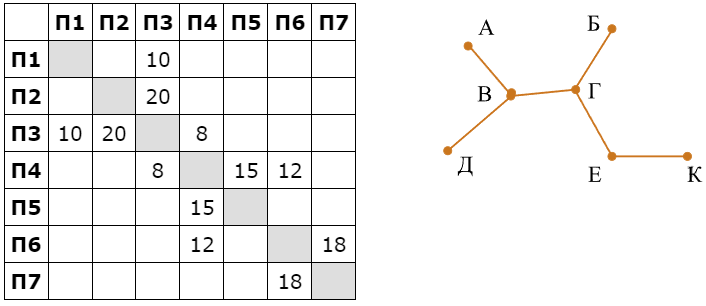 П1 П2 П3 П4 П5 П6 П7
П1 10
П2 20
П3 10 20 8
П4 8 15 12
П5 15
П6 12 18
П7 18
А Б
В Г
Д Е К